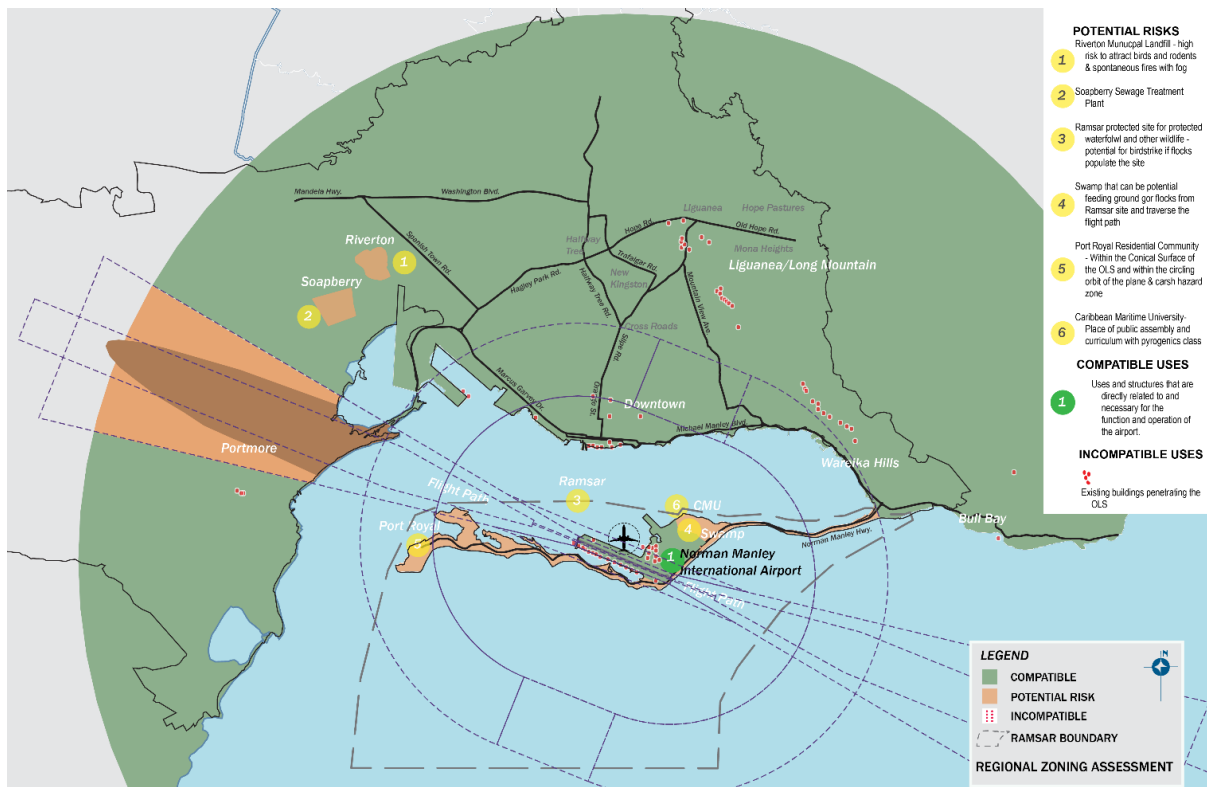 POTENTIAL RISKS
1
Riverton Munucpal Landfill - high
risk to attract birds and rodents
& spontaneous fires with fog
2
Soapberry Sewage Treatment
Plant
3
Ramsar protected site for protected
waterfolwl and other wildlife -
potential for birdstrike if flocks
populate the site
4
Swamp that can be potential
feeding ground gor flocks from
Ramsar site and traverse the
flight path
5
Port Royal Residential Community
- Within the Conical Surface of
the OLS and within the circling
orbit of the plane & carsh hazard
zone
6
Caribbean Maritime University-
Place of public assembly and
curriculum with pyrogenics class
COMPATIBLE USES
1
Uses and structures that are
directly related to and
necessary for the
function and operation of
the airport.
INCOMPATIBLE USES
Existing buildings penetrating the
OLS
Mandela Hwy.
Washington Blvd.
Spanish Town Rd.
Riverton
1
Soapberry
2
Hagley Park Rd.
Halfway
Tree
Halfway Tree Rd.
Hope Rd.
Trafalgar Rd.
New
Kingston
Liguanea
Hope Pastures
Old Hope Rd.
Mona Heights
Liguanea/Long Mountain
Mountain View Ave.
Cross Roads
Slipe Rd.
Orange St.
Marcus Garvey Dr.
Downtown
Michael Manley Blvd
Wareika Hills
Portmore
Flight Park
Ramsar
3
6
CMU
4
Swamp
Port Royal
1
Norman Manley
International Airport
Norman Manley Hwy.
Bull Bay
LEGEND
N
COMPATIBLE
POTENTIAL RISK
INCOMPATIBLE
RAMSAR BOUNDARY
REGIONAL ZONING ASSESSMENT